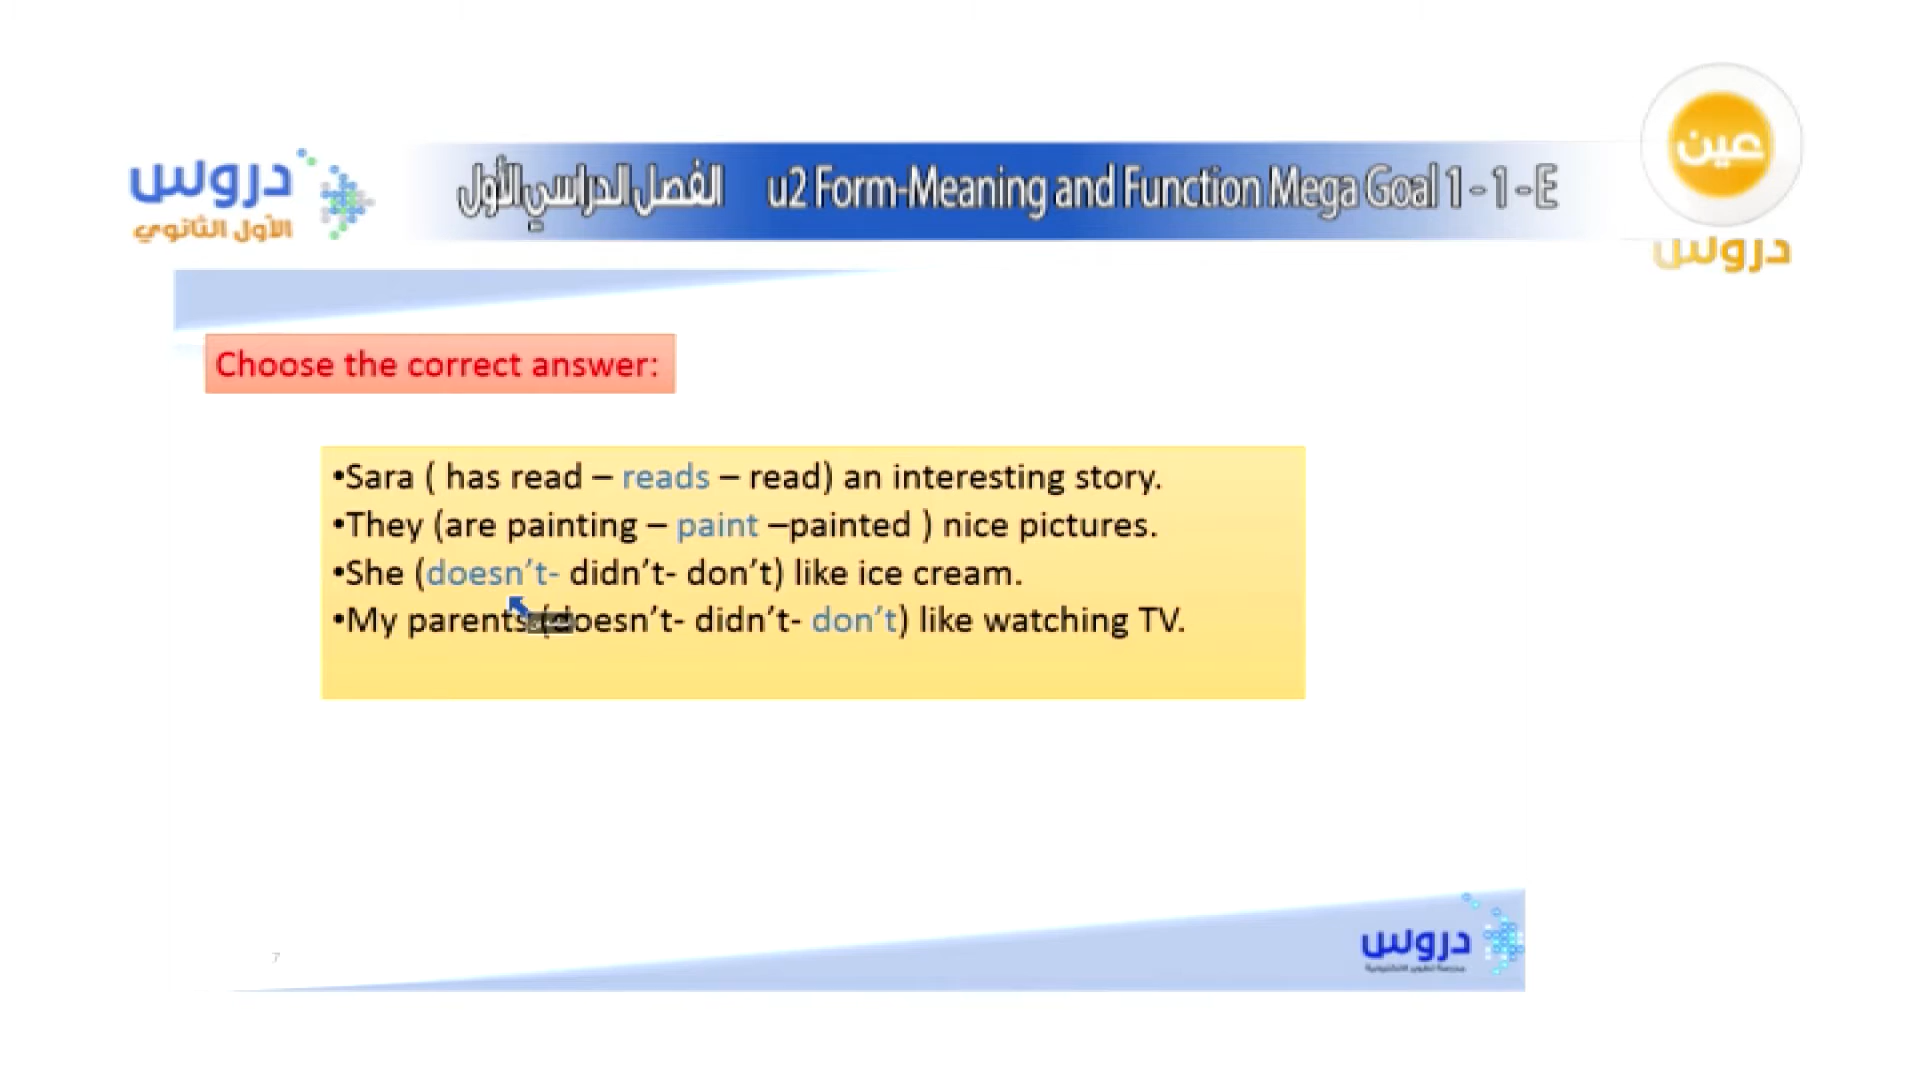 عين
دروس
دروس
الأول الثانوي
u2 Form-Meaning and Function Mega Goal 1 - 1 - E الفصل الدراسي الأول
Choose the correct answer:
•Sara ( has read – reads – read) an interesting story.
•They (are painting – paint –painted ) nice pictures.
•She (doesn’t- didn’t- don’t) like ice cream.
•My parents (doesn’t- didn’t- don’t) like watching TV.
دروس
7